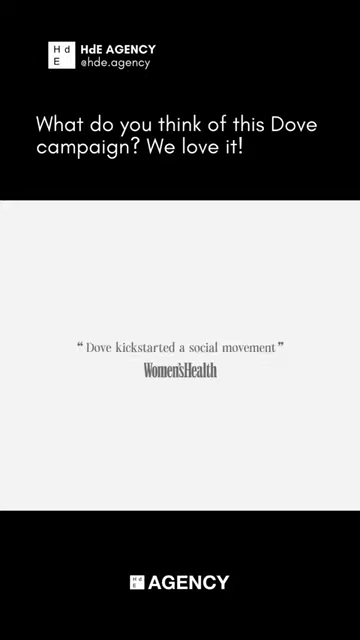 H d
E
HdE AGENCY
@hde.agency
What do you think of this Dove
campaign? We love it!
“Dove kickstarted a social movement”
Women'sHealth
H d
E
AGENCY